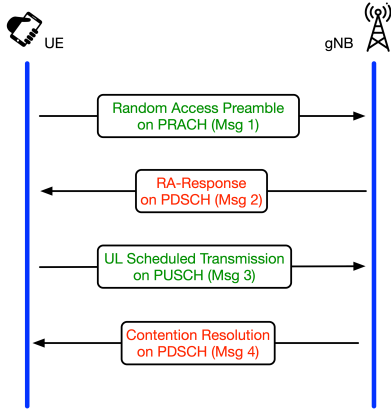 UE
gNB
Random Access Preamble
on PRACH (Msg 1)
RA-Response
on PDSCH (Msg 2)
UL Scheduled Transmission
on PUSCH (Msg 3)
Contention Resolution
on PDSCH (Msg 4)